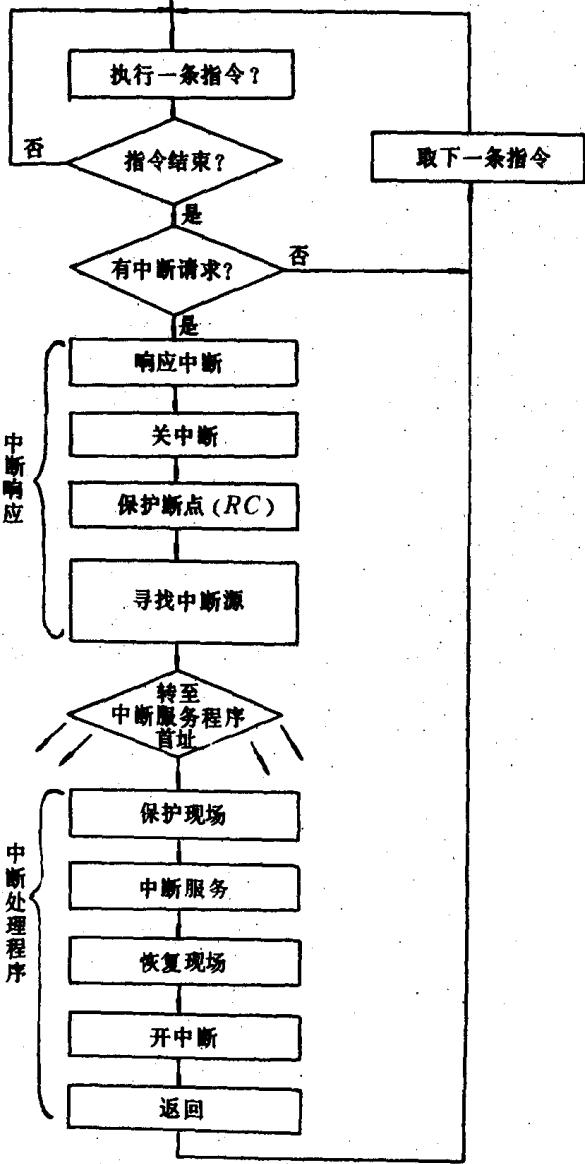 执行一条指令?
否
指令结束?
取下一条指令
是
有中断请求?
否
是
响应中断
关中断
中断响应
保护断点(RC)
寻找中断源
转至
中断服务程序
首址
保护现场
中断服务
中断处理程序
恢复现场
开中断
返回